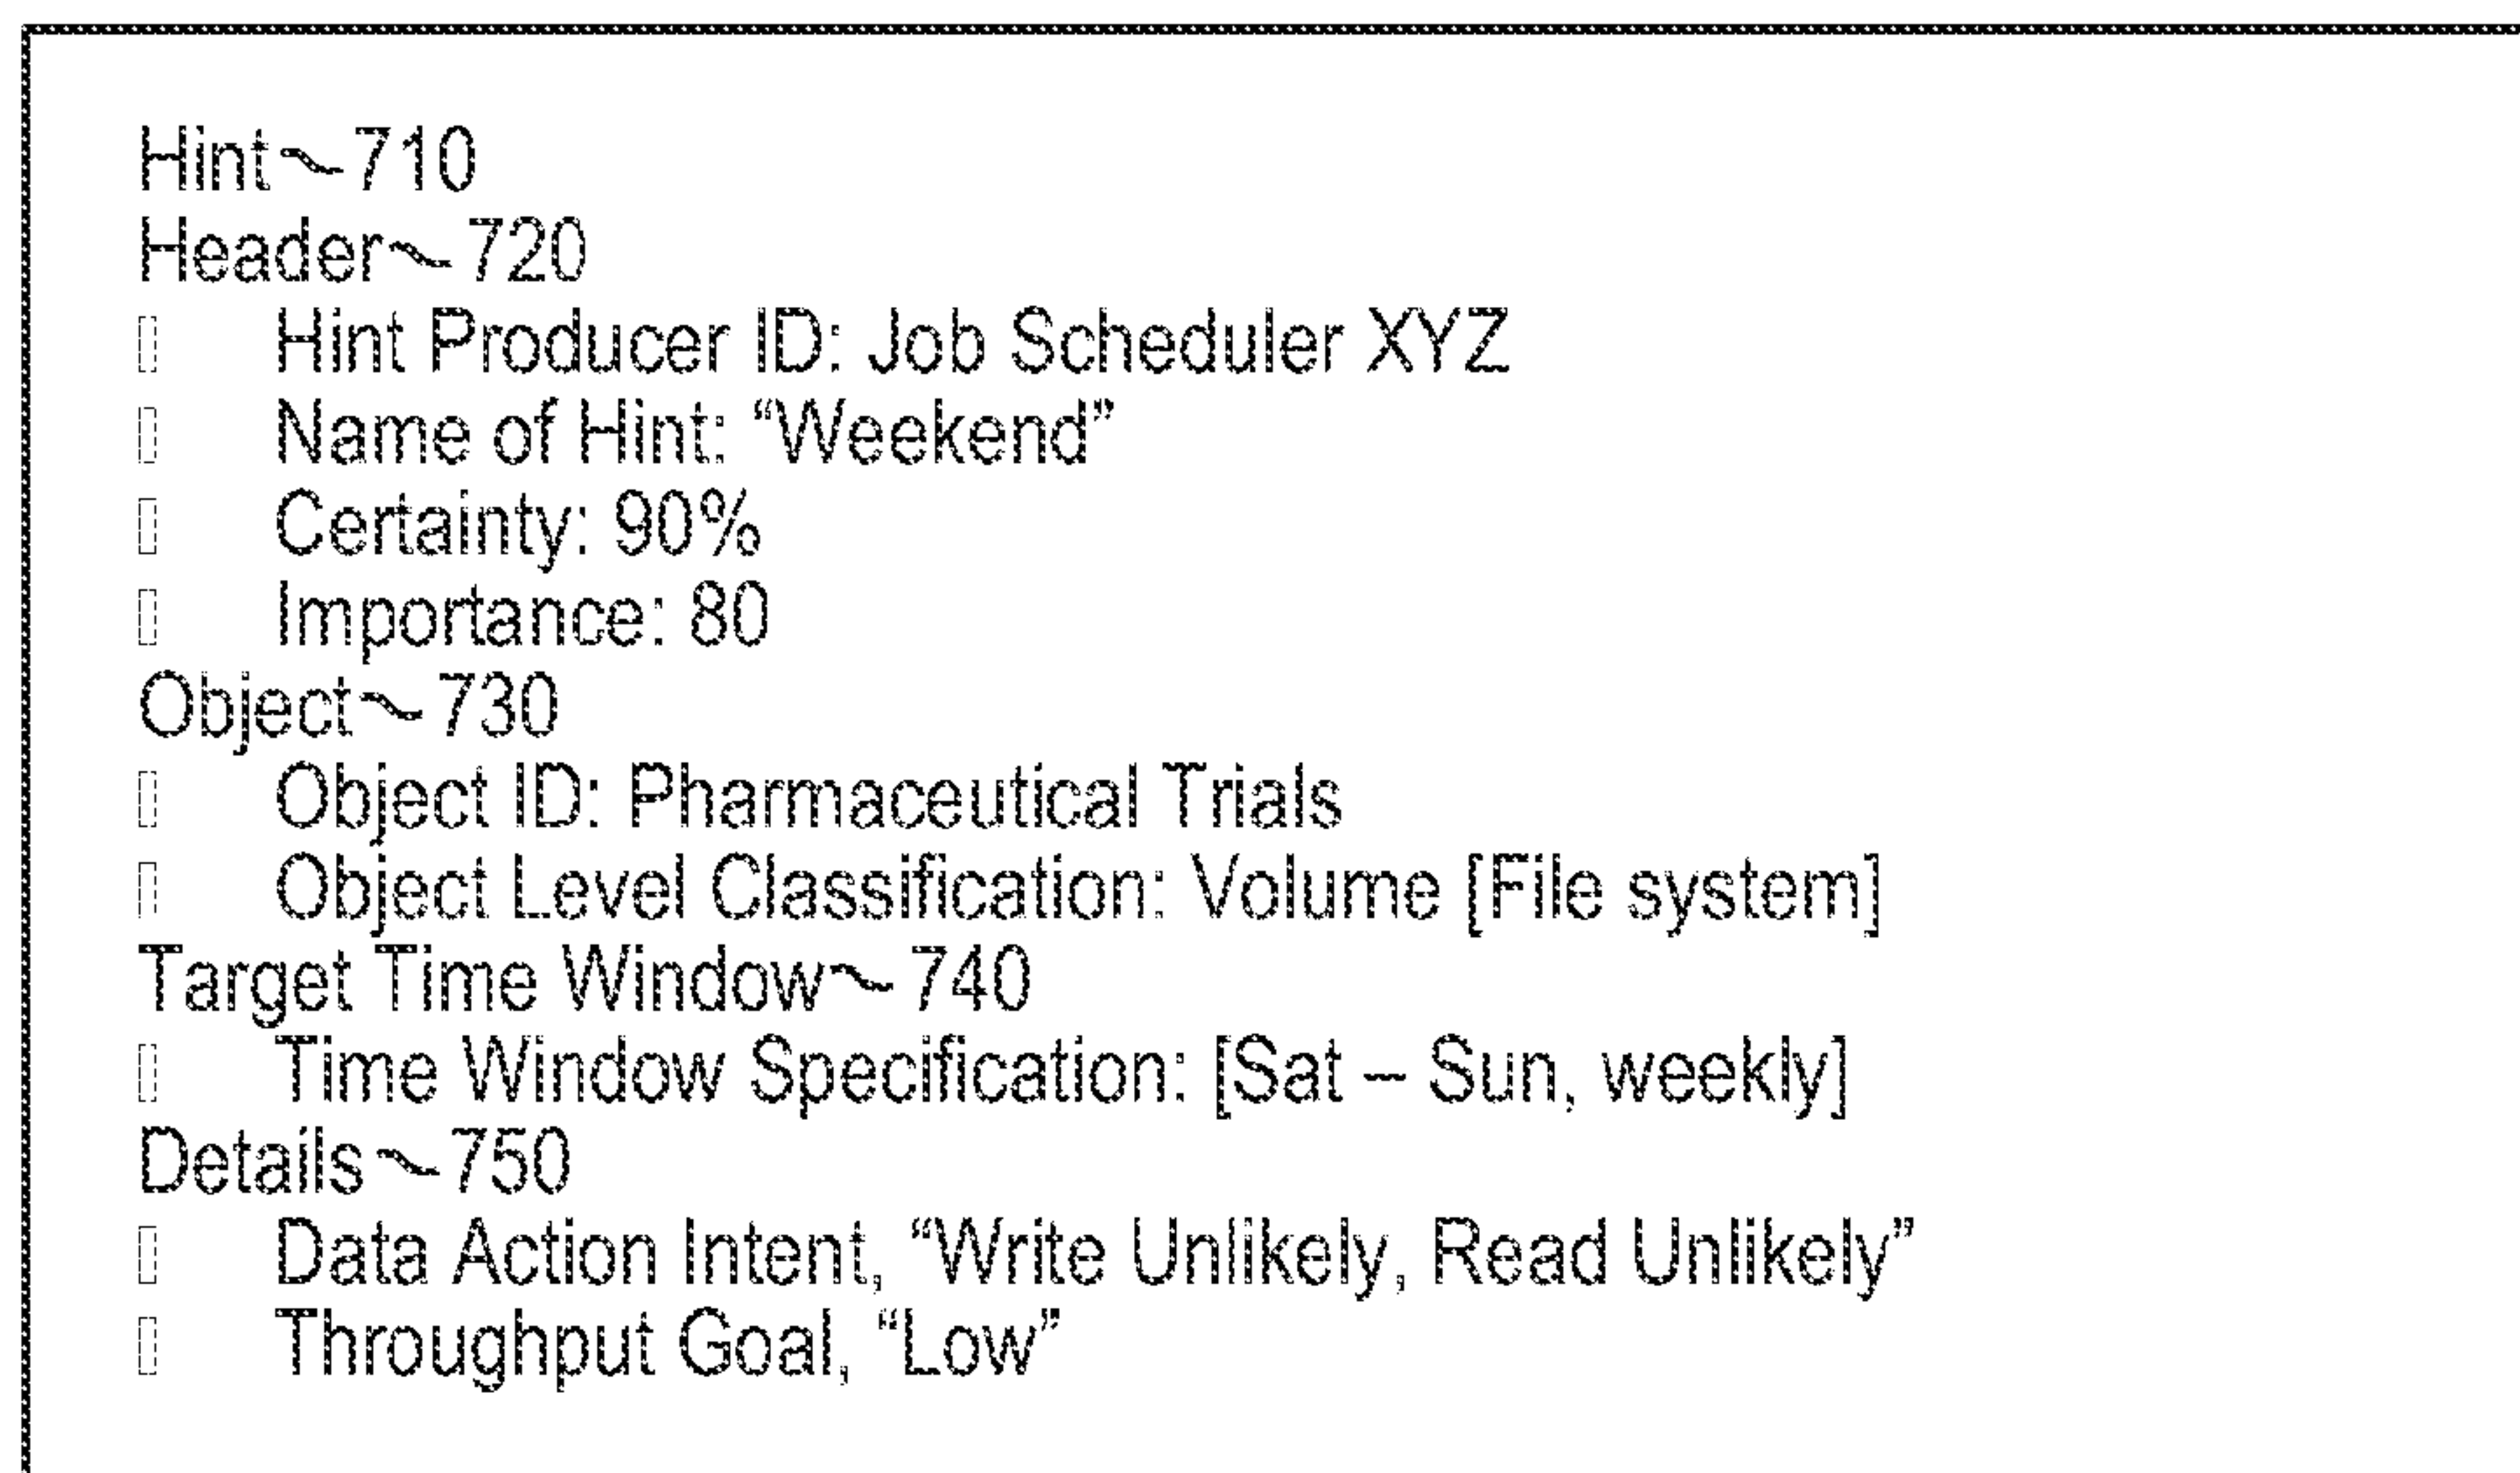 Hint~710
Header~720
▯ Hint Producer ID: Job Scheduler XYZ
▯ Name of Hint: “Weekend”
▯ Certainty: 90%
▯ Importance: 80
Object~730
▯ Object ID: Pharmaceutical Trials
▯ Object Level Classification: Volume [File system]
Target Time Window~740
▯ Time Window Specification: [Sat – Sun, weekly]
Details~750
▯ Data Action Intent, “Write Unlikely, Read Unlikely”
▯ Throughput Goal, “Low”